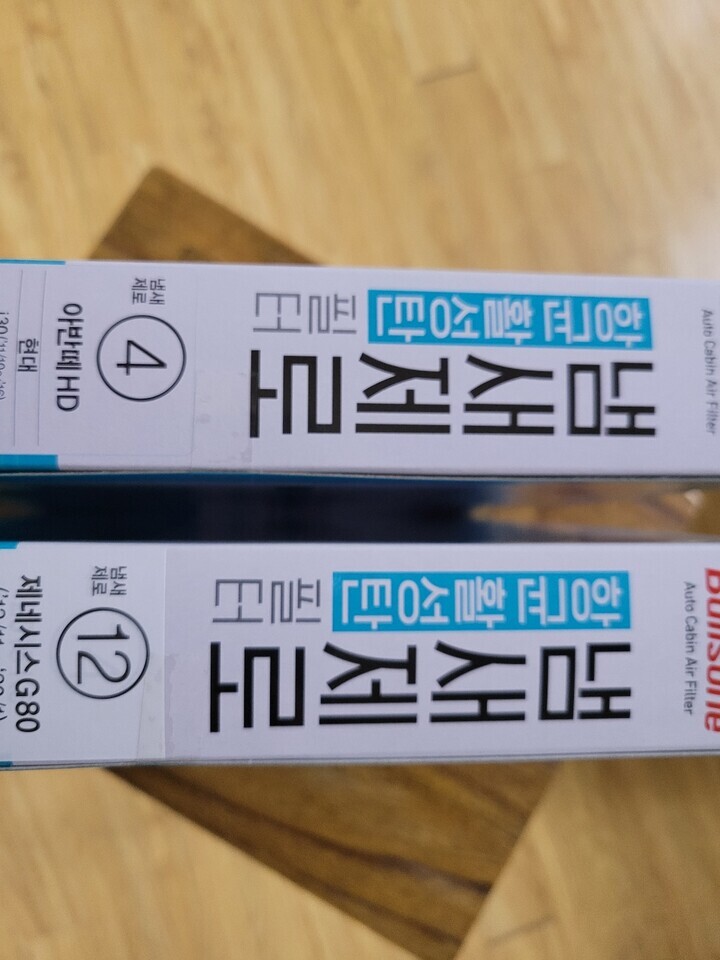 Auto Cabin Air Filter
항균 활성탄 필터
냄새제로
냄새
제로
4
아반떼HD
현대
Bullsone
Auto Cabin Air Filter
항균 활성탄 필터
냄새제로
냄새
제로
12
제네시스G80